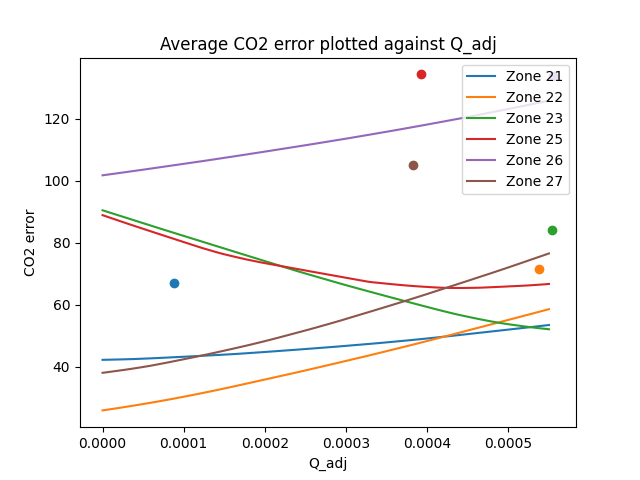 Average CO2 error plotted against Q_adj
CO2 error
120
100
80
60
40
0.0000
0.0001
0.0002
0.0003
0.0004
0.0005
Q_adj
Zone 21
Zone 22
Zone 23
Zone 25
Zone 26
Zone 27